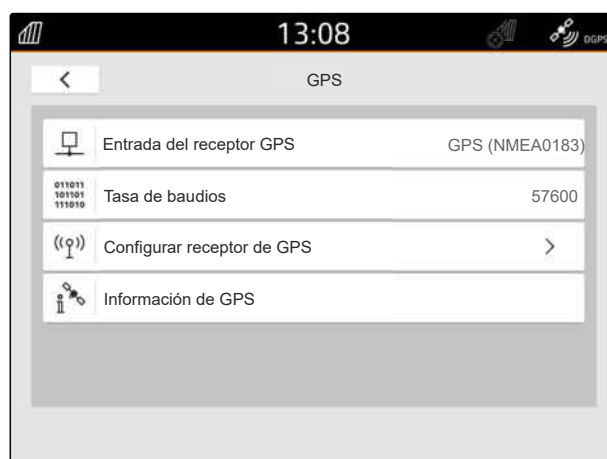 13:08
DGPS
GPS
Entrada del receptor GPS GPS (NMEA0183)
011011
101101
111010
Tasa de baudios 57600
Configurar receptor de GPS
Información de GPS